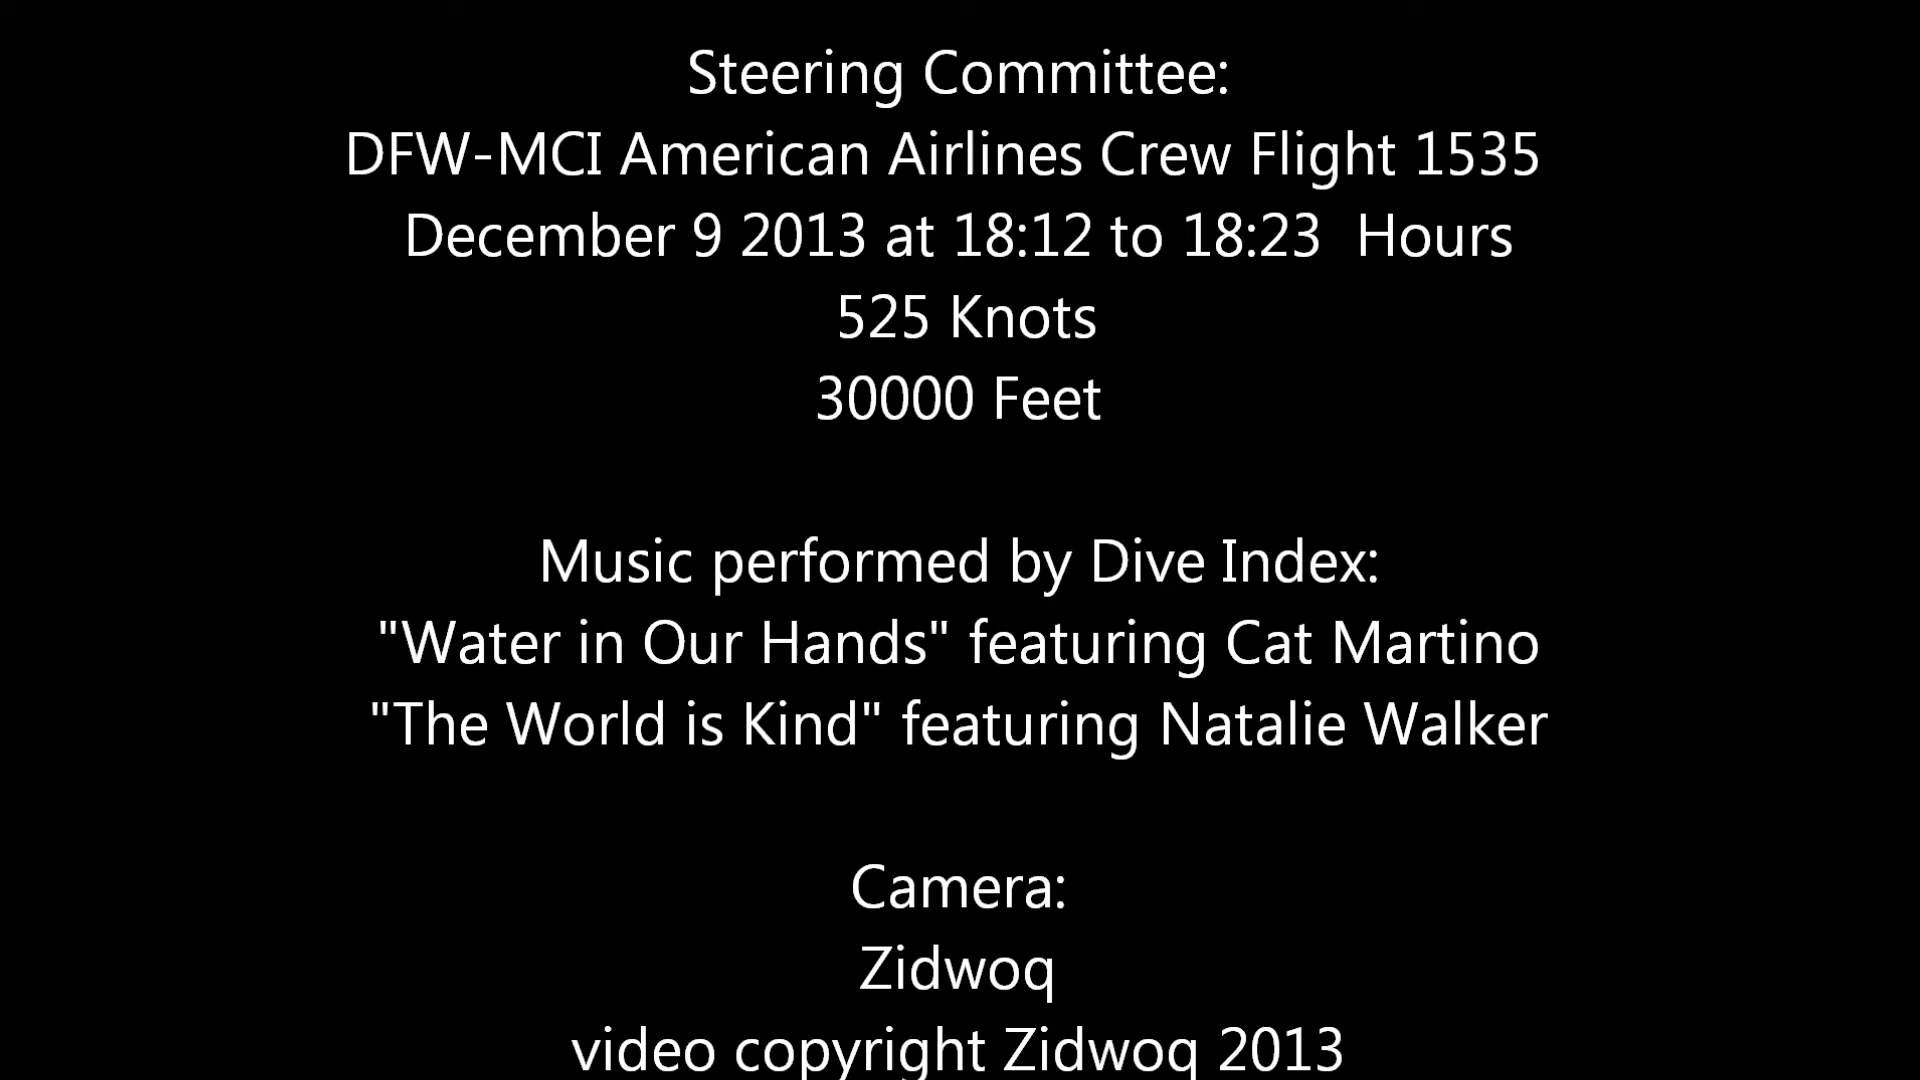 Steering Committee:
DFW-MCI American Airlines Crew Flight 1535
December 9 2013 at 18:12 to 18:23  Hours
525 Knots
30000 Feet
Music performed by Dive Index:
"Water in Our Hands" featuring Cat Martino
"The World is Kind" featuring Natalie Walker
Camera:
Zidwoq
video copyright Zidwoq 2013